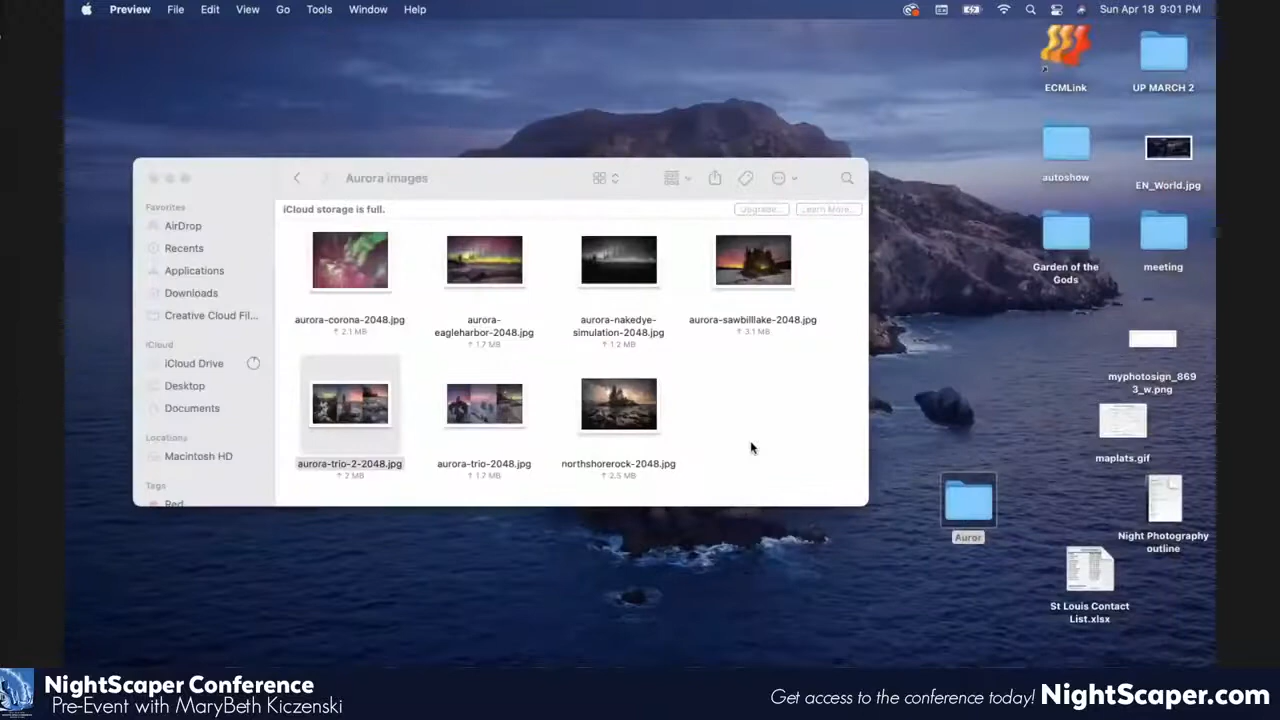 Preview File Edit View Go Tools Window Help Sun Apr 18 9:01 PM
ECMLink
UP MARCH 2
autoshow
EN_World.jpg
Garden of the
Gods
meeting
myphotosign_869
3_w.png
maplats.gif
Auror
Night Photography
outline
St Louis Contact
List.xlsx
Aurora images
Favorites
AirDrop
Recents
Applications
Downloads
Creative Cloud Fil...
iCloud
iCloud Drive
Desktop
Documents
Locations
Macintosh HD
Tags
Red
iCloud storage is full. Upgrade... Learn More...
aurora-corona-2048.jpg
2.1 MB
aurora-
eagleharbor-2048.jpg
1.7 MB
aurora-nakedye-
simulation-2048.jpg
1.2 MB
aurora-sawbilllake-2048.jpg
3.1 MB
aurora-trio-2-2048.jpg
2 MB
aurora-trio-2048.jpg
1.7 MB
northshorerock-2048.jpg
2.5 MB
NightScaper Conference
Pre-Event with MaryBeth Kiczenski
Get access to the conference today! NightScaper.com